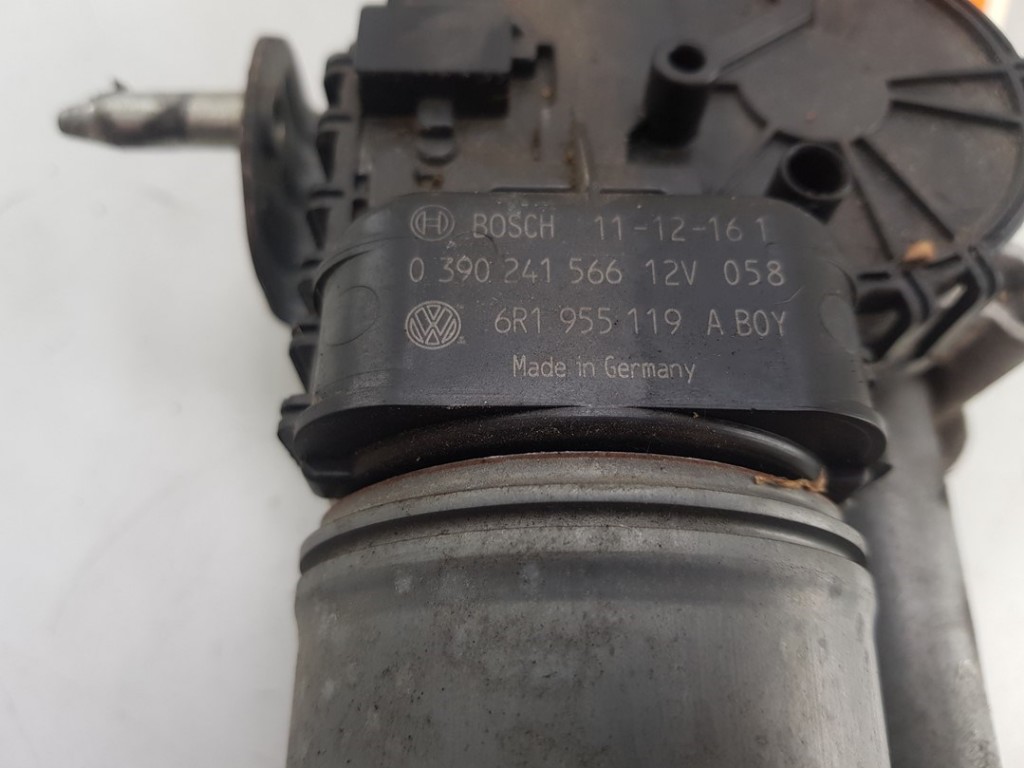 BOSCH 11-12-16 1
0 390 241 566 12V 058
6R1 955 119 A BOY
Made in Germany